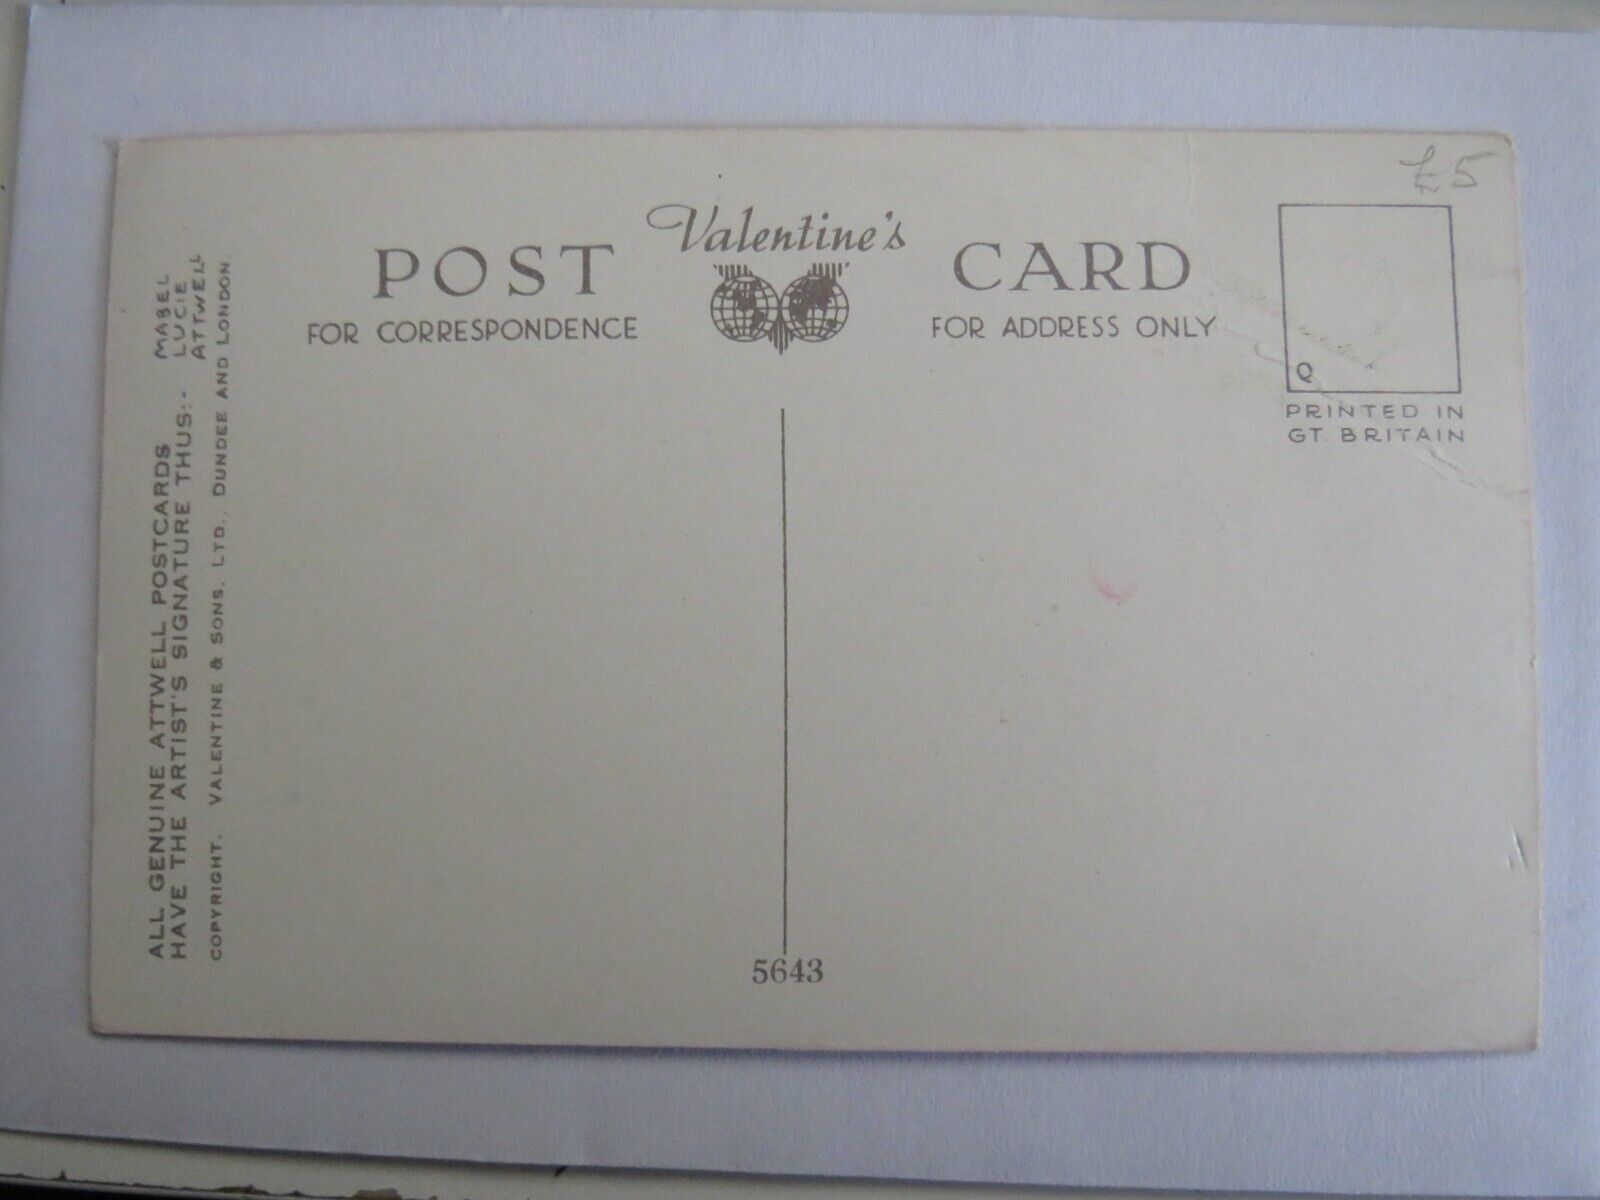 £5
Valentine's
POST CARD
FOR CORRESPONDENCE
FOR ADDRESS ONLY
Q
PRINTED IN
GT. BRITAIN
ALL GENUINE ATTWELL POSTCARDS
HAVE THE ARTIST'S SIGNATURE THUS:-
MABEL
LUCIE
ATTWELL
COPYRIGHT. VALENTINE & SONS, LTD., DUNDEE AND LONDON.
5643